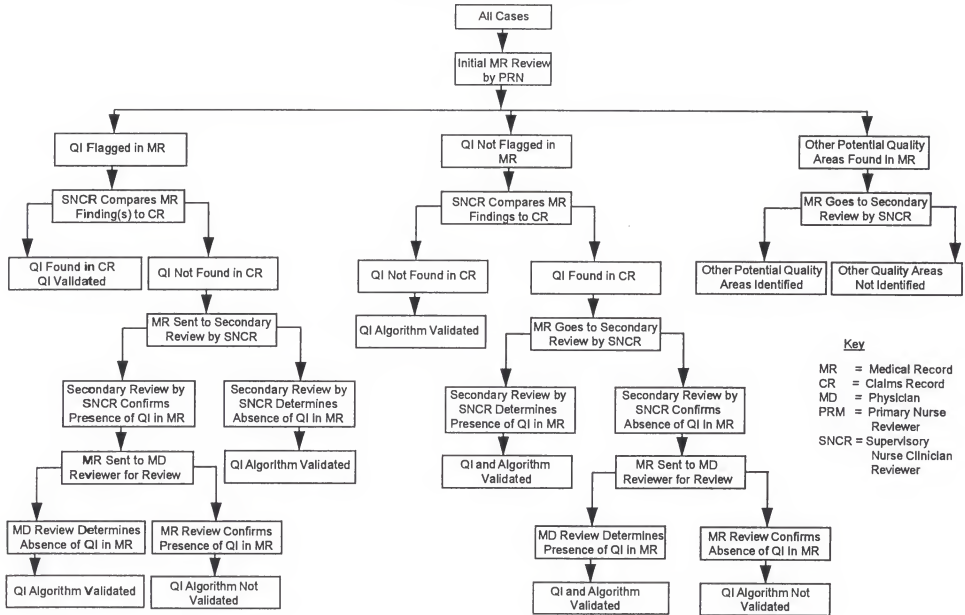 All Cases
Initial MR Review
by PRN
QI Flagged in MR
QI Not Flagged in
MR
Other Potential Quality
Areas Found In MR
SNCR Compares MR
Finding(s) to CR
SNCR Compares MR
Findings to CR
MR Goes to Secondary
Review by SNCR
QI Found in CR
QI Validated
QI Not Found in CR
QI Not Found in CR
QI Found in CR
Other Potential Quality
Areas Identified
Other Quality Areas
Not Identified
MR Sent to Secondary
Review by SNCR
QI Algorithm Validated
MR Goes to Secondary
Review by SNCR
Secondary Review by
SNCR Confirms
Presence of QI in MR
Secondary Review by
SNCR Determines
Absence of QI In MR
Secondary Review by
SNCR Determines
Presence of QI in MR
Secondary Review by
SNCR Confirms
Absence of QI In MR
MR Sent to MD
Reviewer for Review
QI Algorithm Validated
QI and Algorithm
Validated
MR Sent to MD
Reviewer for Review
MD Review Determines
Absence of QI in MR
MR Review Confirms
Presence of QI in MR
MD Review Determines
Presence of QI in MR
MR Review Confirms
Absence of QI In MR
QI Algorithm Validated
QI Algorithm Not
Validated
QI and Algorithm
Validated
QI Algorithm Not
Validated
Key
MR = Medical Record
CR = Claims Record
MD = Physician
PRM = Primary Nurse
Reviewer
SNCR = Supervisory
Nurse Clinician
Reviewer